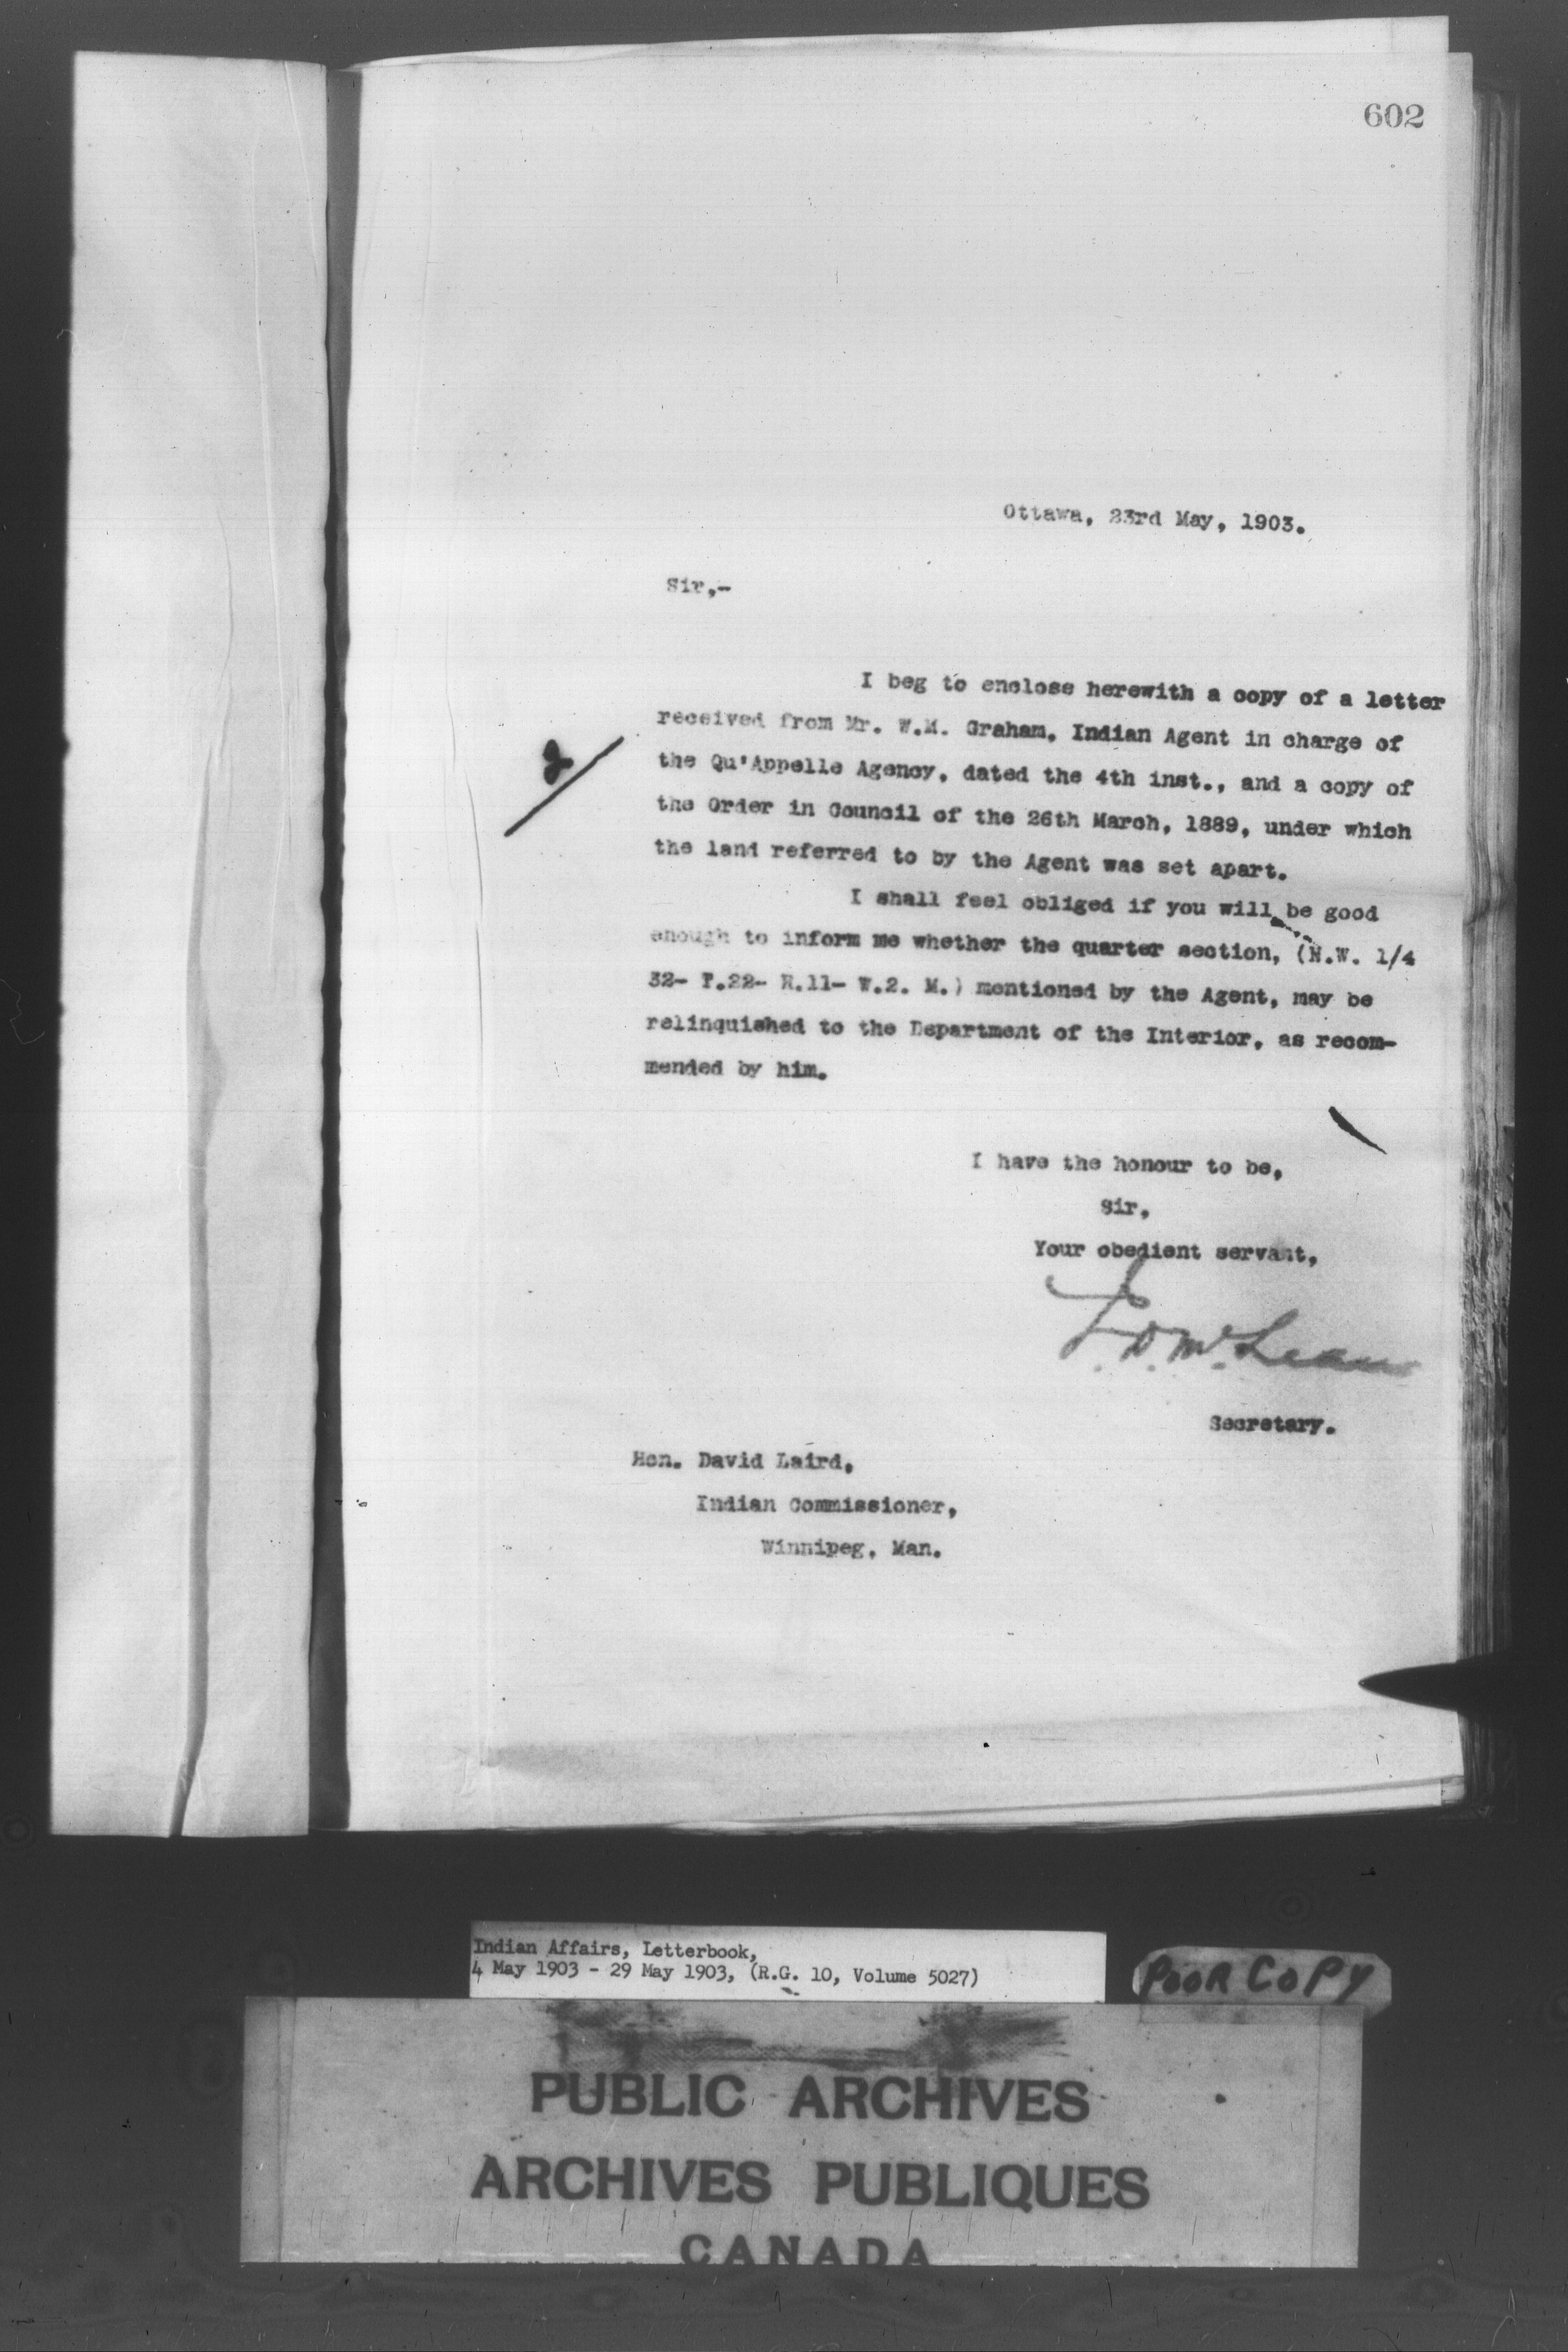 602
Ottawa, 23rd May, 1903.
Sir,-
I beg to enclose herewith a copy of a letter
received from Mr. W.M. Graham, Indian Agent in charge of
the Qu'Appelle Agency, dated the 4th inst., and a copy of
the Order in Council of the 26th March, 1889, under which
the land referred to by the Agent was set apart.
2
I shall feel obliged if you will be good
enough to inform me whether the quarter section, (N.W. 1/4
32- T.22- R.11- W.2. M.) mentioned by the Agent, may be
relinquished to the Department of the Interior, as recom-
mended by him.
I have the honour to be,
Sir,
Your obedient servant,
J. D. McLean
Secretary.
Hon. David Laird,
Indian Commissioner,
Winnipeg, Man.
Indian Affairs, Letterbook,
4 May 1903 - 29 May 1903, (R.G. 10, Volume 5027)
POOR COPY
PUBLIC ARCHIVES
ARCHIVES PUBLIQUES
CANADA